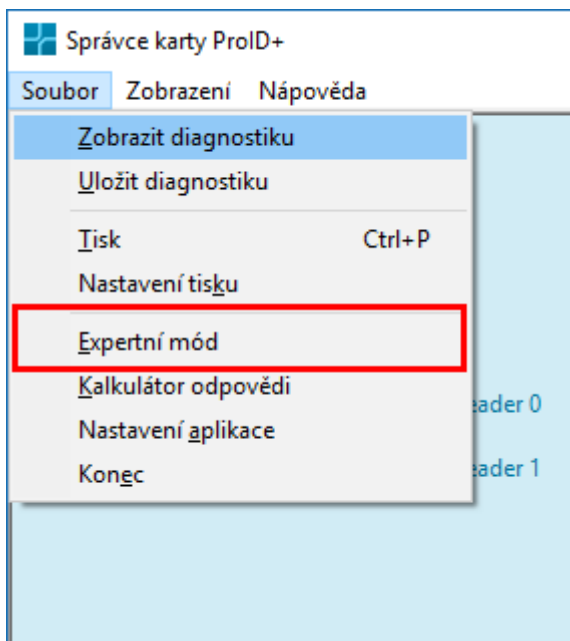 Správce karty ProID+
Soubor Zobrazení Nápověda
Zobrazit diagnostiku
Uložit diagnostiku
Tisk Ctrl+P
Nastavení tisku
Expertní mód
Kalkulátor odpovědi
eader 0
Nastavení aplikace
eader 1
Konec